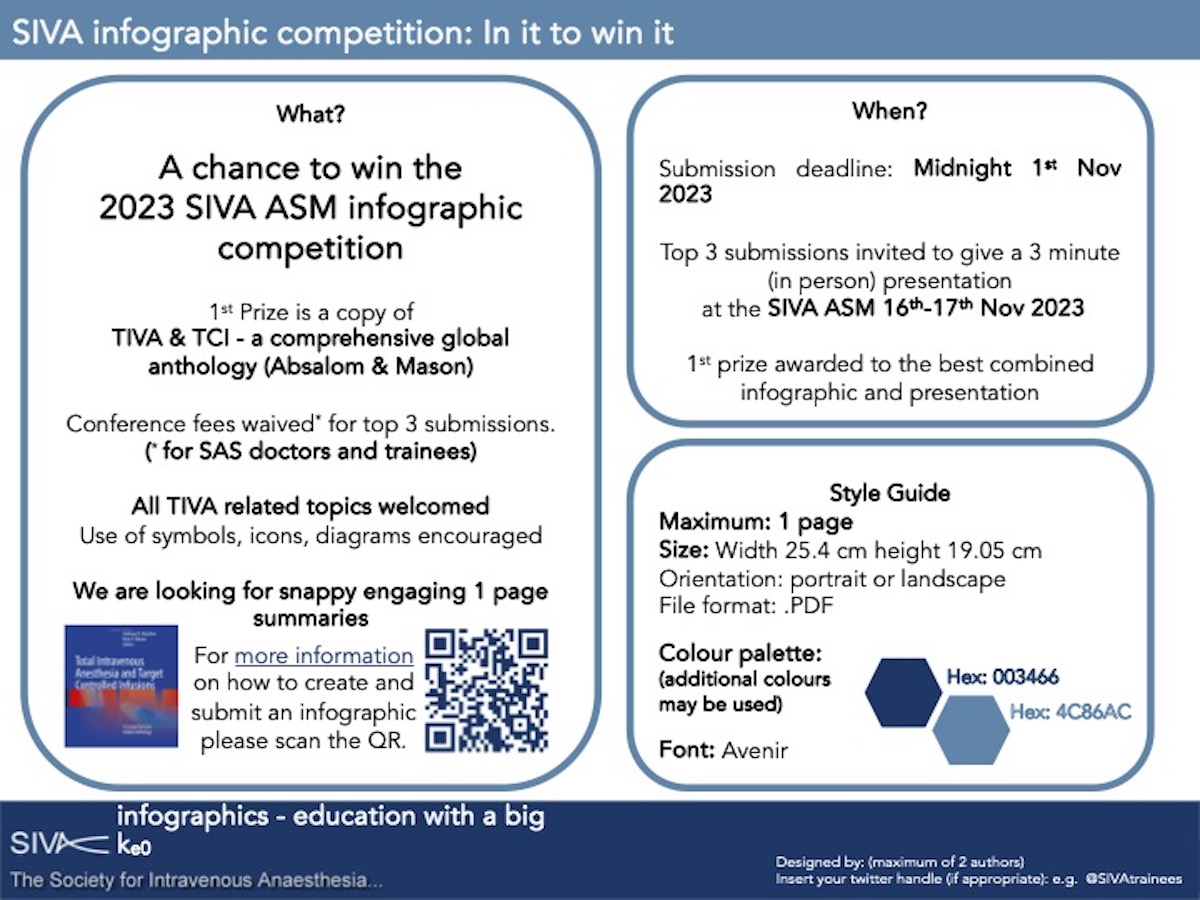 SIVA infographic competition: In it to win it
What?
A chance to win the
2023 SIVA ASM infographic
competition
1st Prize is a copy of
TIVA & TCI - a comprehensive global
anthology (Absalom & Mason)
Conference fees waived* for top 3 submissions.
(* for SAS doctors and trainees)
All TIVA related topics welcomed
Use of symbols, icons, diagrams encouraged
We are looking for snappy engaging 1 page
summaries
Total Intravenous
Anesthesia and Target
Controlled Infusions
For more information
on how to create and
submit an infographic
please scan the QR.
When?
Submission deadline: Midnight 1st Nov
2023
Top 3 submissions invited to give a 3 minute
(in person) presentation
at the SIVA ASM 16th-17th Nov 2023
1st prize awarded to the best combined
infographic and presentation
Style Guide
Maximum: 1 page
Size: Width 25.4 cm height 19.05 cm
Orientation: portrait or landscape
File format: .PDF
Colour palette:
(additional colours
may be used)
Hex: 003466
Hex: 4C86AC
Font: Avenir
infographics - education with a big
ke0
SIVA
The Society for Intravenous Anaesthesia...
Designed by: (maximum of 2 authors)
Insert your twitter handle (if appropriate): e.g. @SIVAtrainees